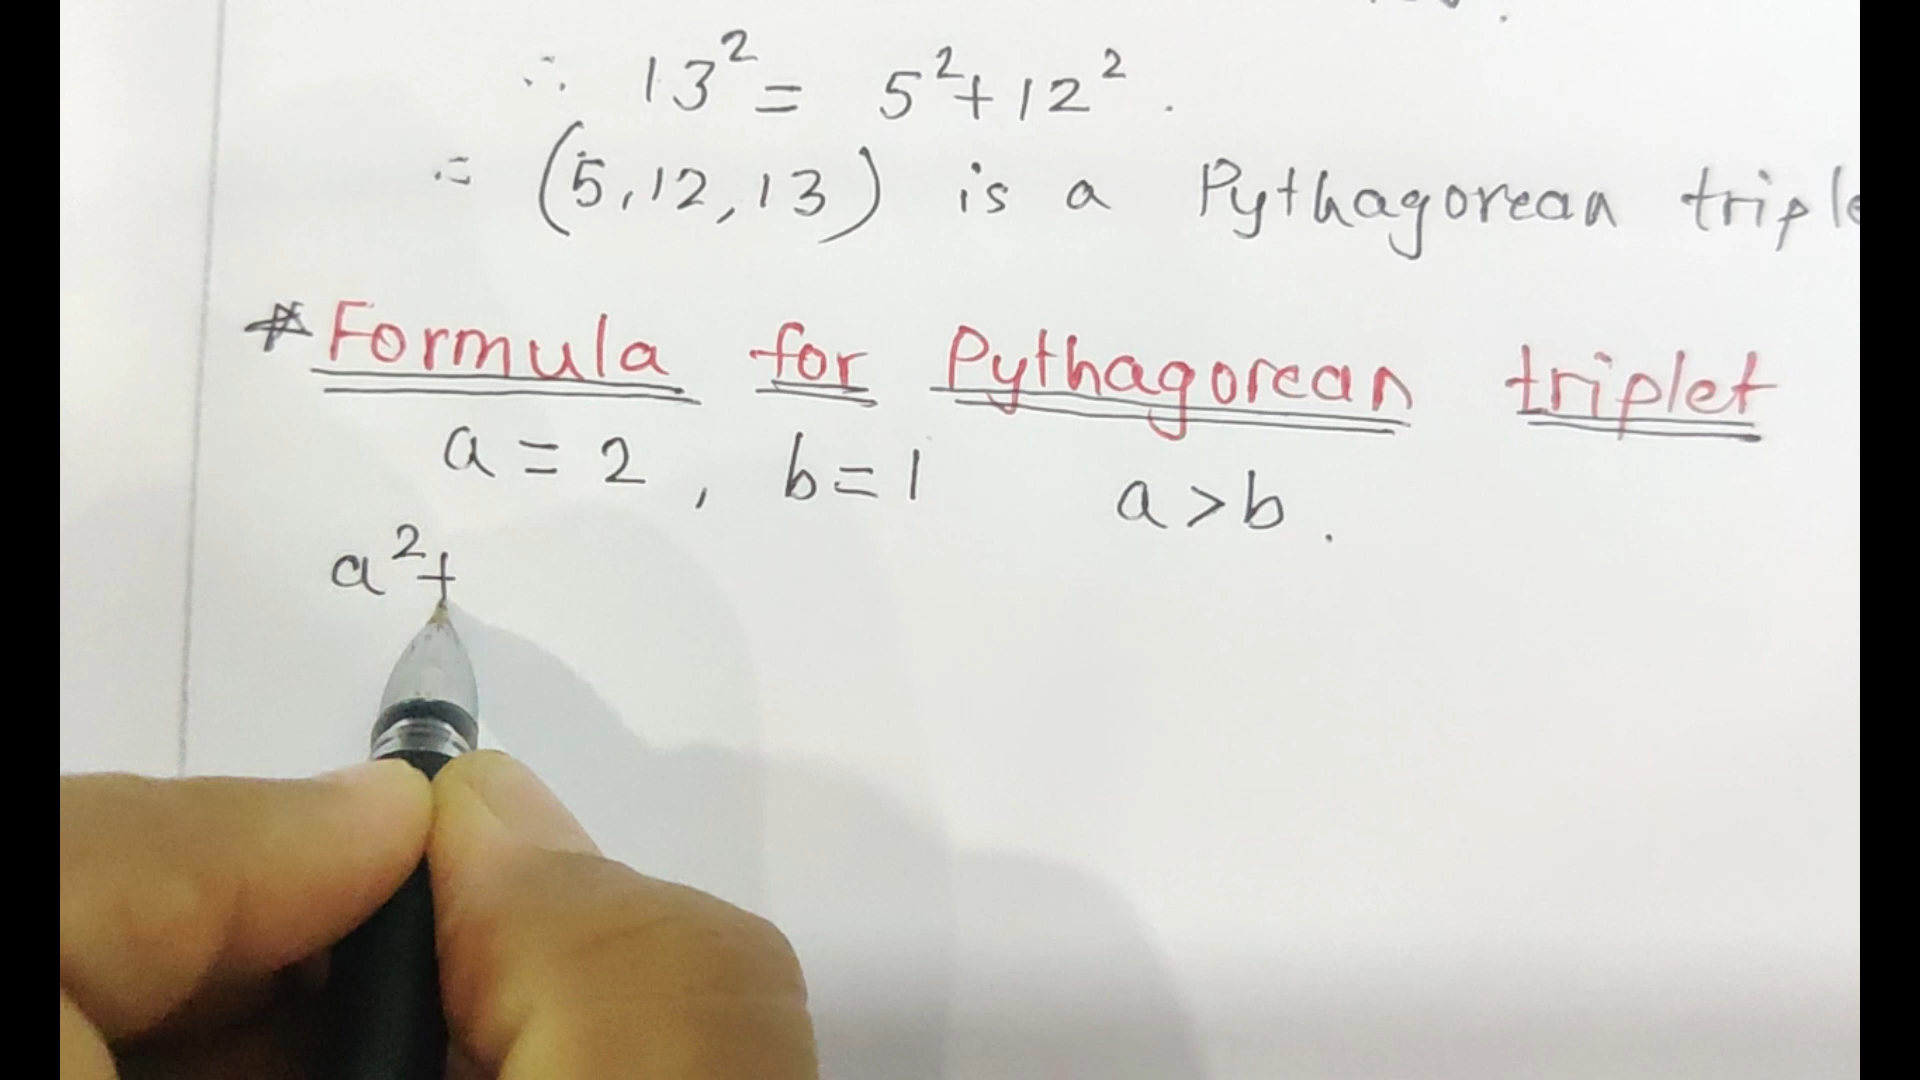 ∴ 13² = 5² + 12².
∴ (5, 12, 13) is a Pythagorean triple
* Formula for Pythagorean triplet
a = 2, b = 1 a > b.
a² +